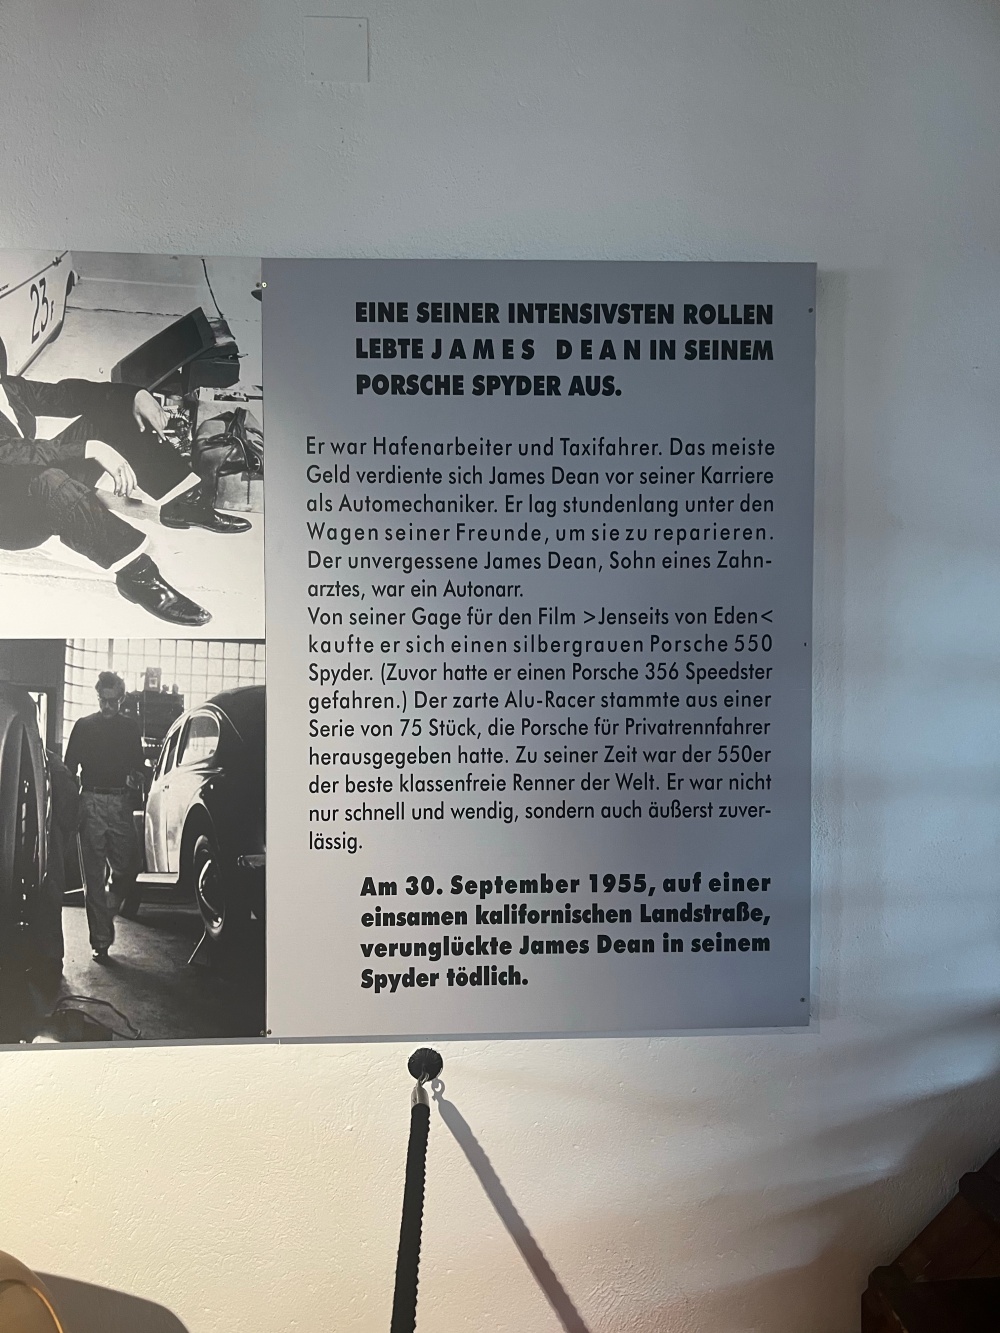 23F
EINE SEINER INTENSIVSTEN ROLLEN
LEBTE JAMES DEAN IN SEINEM
PORSCHE SPYDER AUS.
Er war Hafenarbeiter und Taxifahrer. Das meiste
Geld verdiente sich James Dean vor seiner Karriere
als Automechaniker. Er lag stundenlang unter den
Wagen seiner Freunde, um sie zu reparieren.
Der unvergessene James Dean, Sohn eines Zahn-
arztes, war ein Autonarr.
Von seiner Gage für den Film >Jenseits von Eden<
kaufte er sich einen silbergrauen Porsche 550
Spyder. (Zuvor hatte er einen Porsche 356 Speedster
gefahren.) Der zarte Alu-Racer stammte aus einer
Serie von 75 Stück, die Porsche für Privatrennfahrer
herausgegeben hatte. Zu seiner Zeit war der 550er
der beste klassenfreie Renner der Welt. Er war nicht
nur schnell und wendig, sondern auch äußerst zuver-
lässig.
Am 30. September 1955, auf einer
einsamen kalifornischen Landstraße,
verunglückte James Dean in seinem
Spyder tödlich.